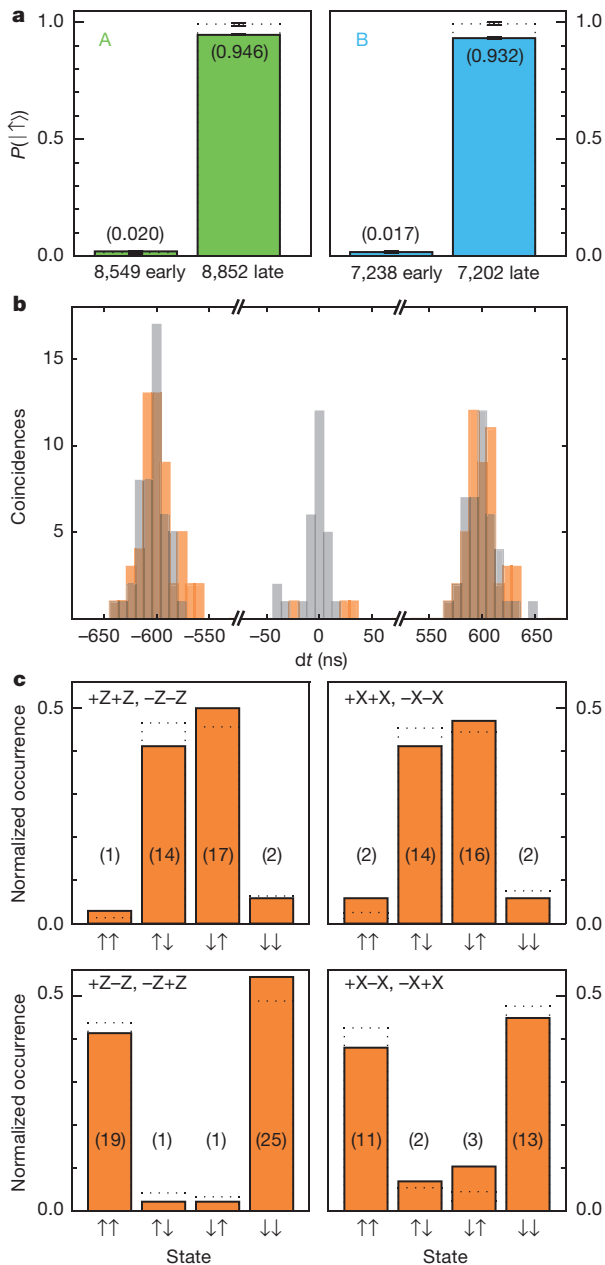 a
A
B
1.0
0.5
0.0
P(|↑⟩)
(0.020)
(0.946)
(0.017)
(0.932)
1.0
0.5
0.0
8,549 early
8,852 late
7,238 early
7,202 late
b
Coincidences
15
10
5
−650 −600 −550 −50 0 50 550 600 650
dt (ns)
c
Normalized occurrence
0.5
0.0
+Z+Z, −Z−Z
(1) (14) (17) (2)
↑↑ ↑↓ ↓↑ ↓↓
+X+X, −X−X
(2) (14) (16) (2)
↑↑ ↑↓ ↓↑ ↓↓
0.5
0.0
Normalized occurrence
0.5
0.0
+Z−Z, −Z+Z
(19) (1) (1) (25)
↑↑ ↑↓ ↓↑ ↓↓
+X−X, −X+X
(11) (2) (3) (13)
↑↑ ↑↓ ↓↑ ↓↓
0.5
0.0
State